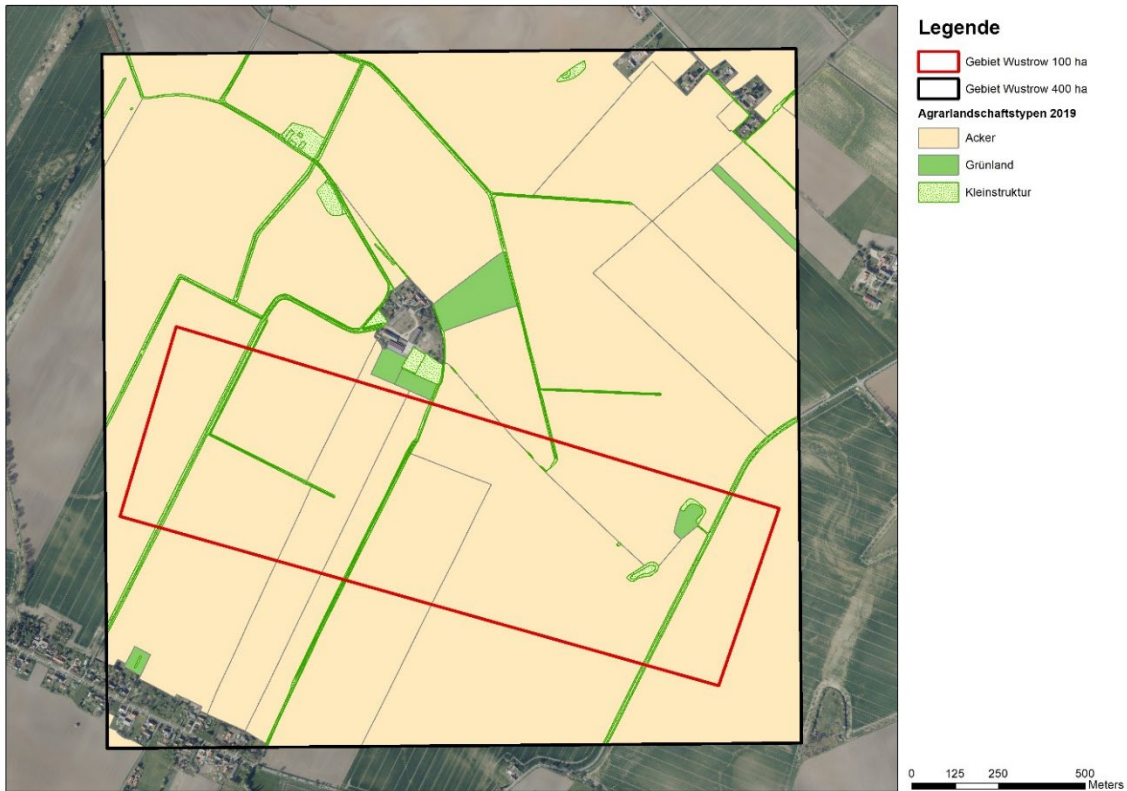 Legende
Gebiet Wustrow 100 ha
Gebiet Wustrow 400 ha
Agrarlandschaftstypen 2019
Acker
Grünland
Kleinstruktur
0 125 250 500
Meters